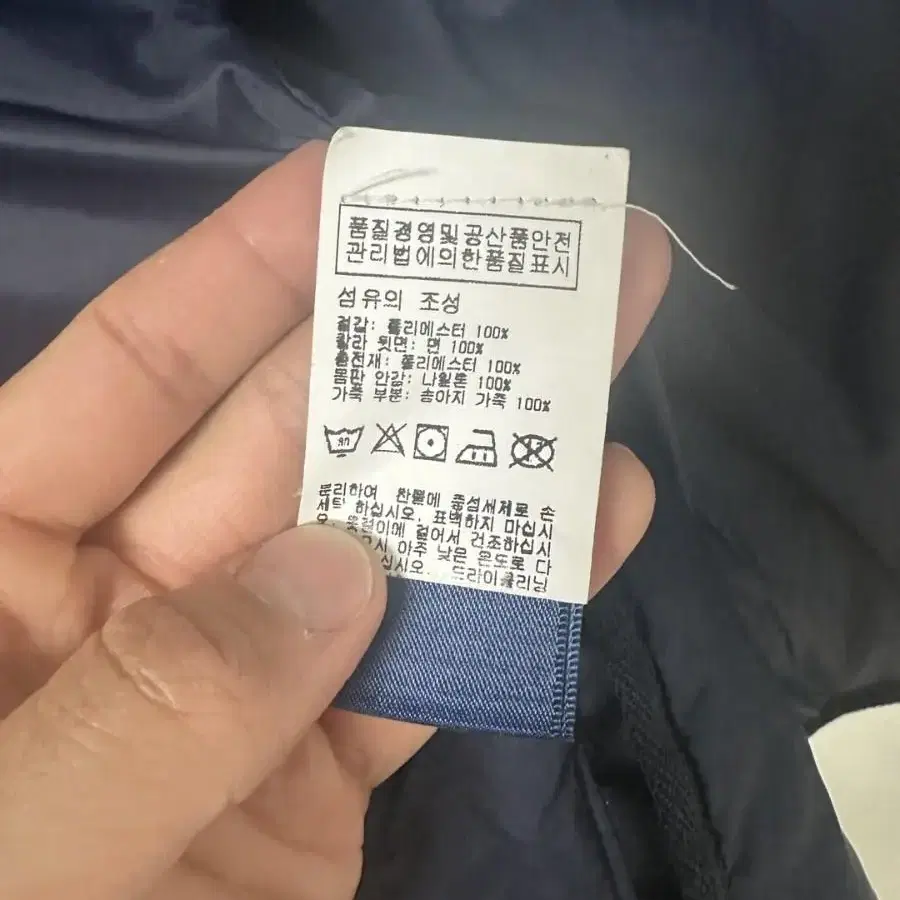 품질경영및공산품안전
관리법에의한품질표시
섬유의 조성
겉감: 폴리에스터 100%
칼라 뒷면: 면 100%
충전재: 폴리에스터 100%
몸판 안감: 나일론 100%
가죽 부분: 송아지 가죽 100%
분리하여, 찬물에 중성세제로 손
세탁 하십시오. 표백하지 마십시
오. 걸어서 건조하십시
아주 낮은 온도로 다
십시오. 드라이클리닝